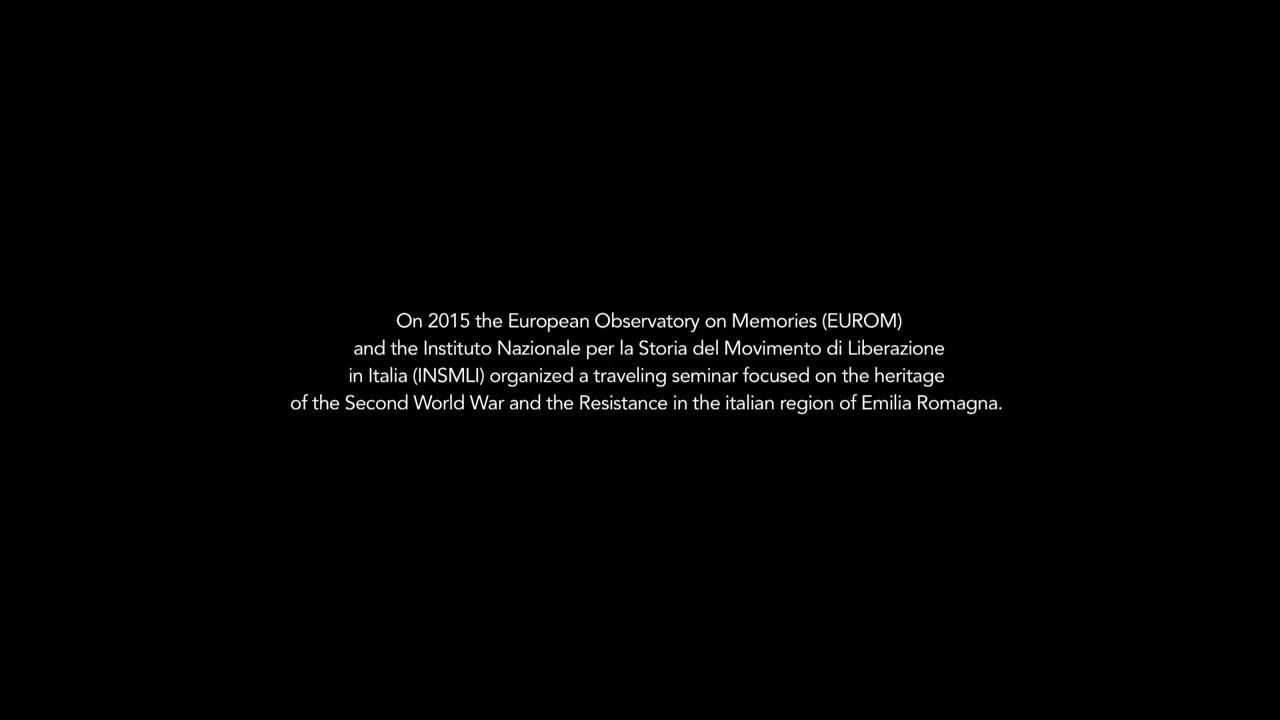 On 2015 the European Observatory on Memories (EUROM)
and the Instituto Nazionale per la Storia del Movimento di Liberazione
in Italia (INSMLI) organized a traveling seminar focused on the heritage
of the Second World War and the Resistance in the italian region of Emilia Romagna.